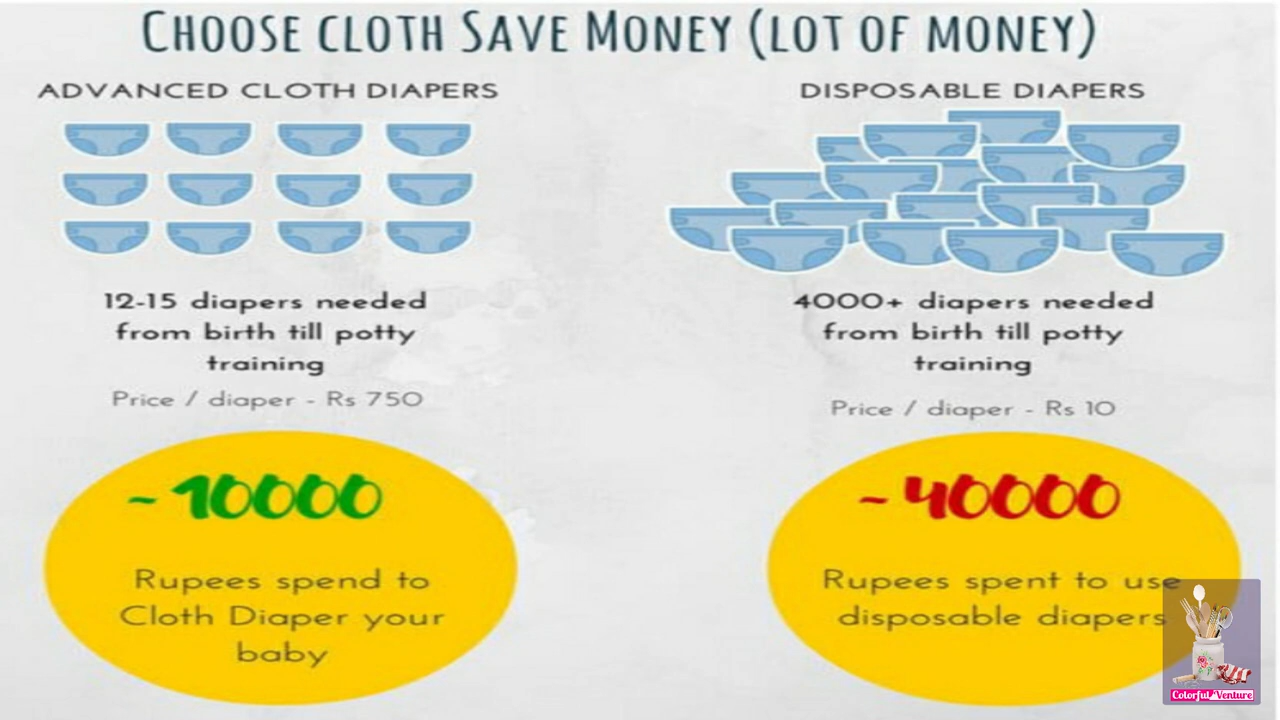 CHOOSE CLOTH SAVE MONEY (LOT OF MONEY)
ADVANCED CLOTH DIAPERS
12-15 diapers needed
from birth till potty
training
Price / diaper - Rs 750
~10000
Rupees spend to
Cloth Diaper your
baby
DISPOSABLE DIAPERS
4000+ diapers needed
from birth till potty
training
Price / diaper - Rs 10
~40000
Rupees spent to use
disposable diapers
Colorful Venture